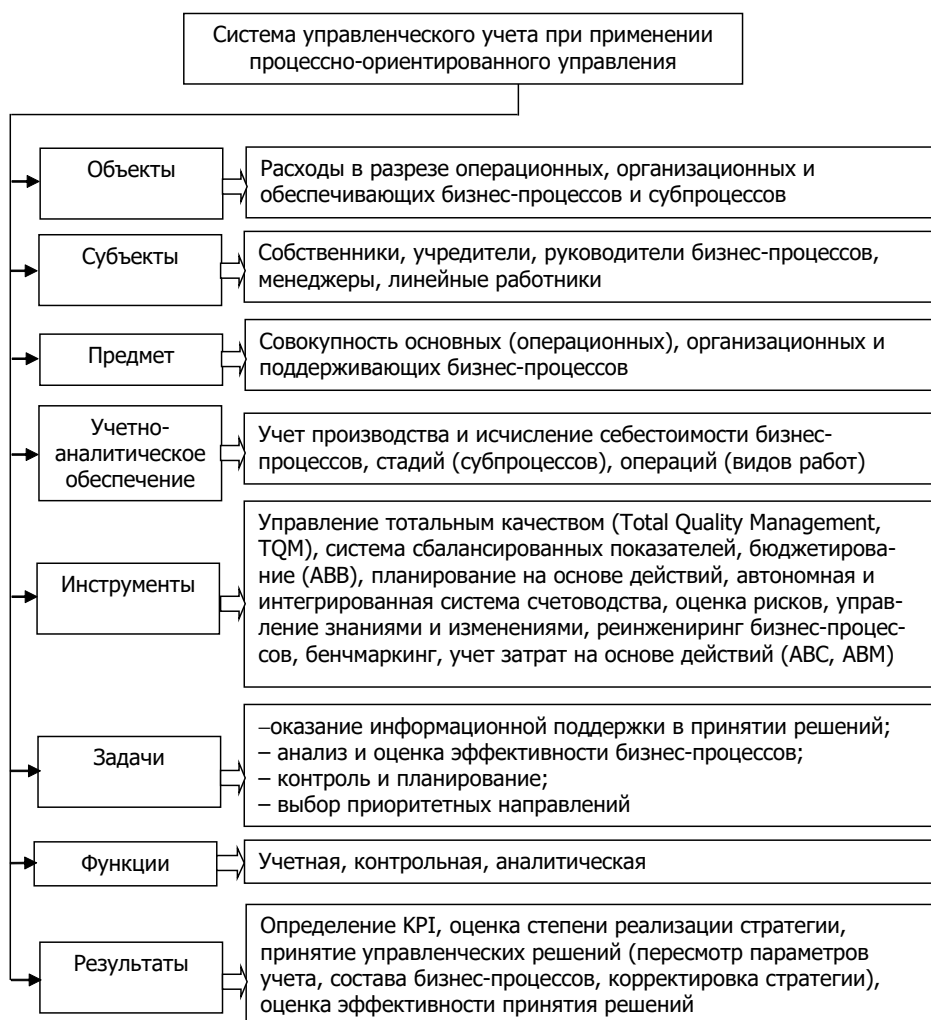 Система управленческого учета при применении
процессно-ориентированного управления
Объекты
Расходы в разрезе операционных, организационных и
обеспечивающих бизнес-процессов и субпроцессов
Субъекты
Собственники, учредители, руководители бизнес-процессов,
менеджеры, линейные работники
Предмет
Совокупность основных (операционных), организационных и
поддерживающих бизнес-процессов
Учетно-
аналитическое
обеспечение
Учет производства и исчисление себестоимости бизнес-
процессов, стадий (субпроцессов), операций (видов работ)
Инструменты
Управление тотальным качеством (Total Quality Management,
TQM), система сбалансированных показателей, бюджетирова-
ние (ABB), планирование на основе действий, автономная и
интегрированная система счетоводства, оценка рисков, управ-
ление знаниями и изменениями, реинжениринг бизнес-процес-
сов, бенчмаркинг, учет затрат на основе действий (ABC, ABM)
Задачи
–оказание информационной поддержки в принятии решений;
– анализ и оценка эффективности бизнес-процессов;
– контроль и планирование;
– выбор приоритетных направлений
Функции
Учетная, контрольная, аналитическая
Результаты
Определение KPI, оценка степени реализации стратегии,
принятие управленческих решений (пересмотр параметров
учета, состава бизнес-процессов, корректировка стратегии),
оценка эффективности принятия решений